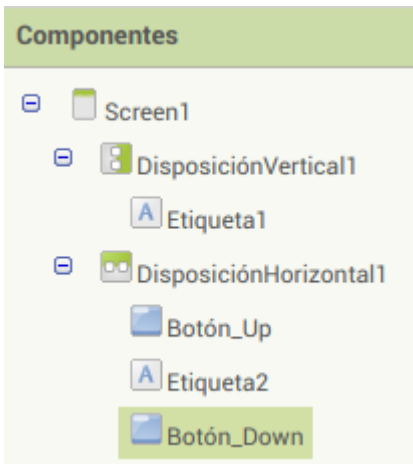 Componentes
Screen1
DisposiciónVertical1
A Etiqueta1
DisposiciónHorizontal1
Botón_Up
A Etiqueta2
Botón_Down